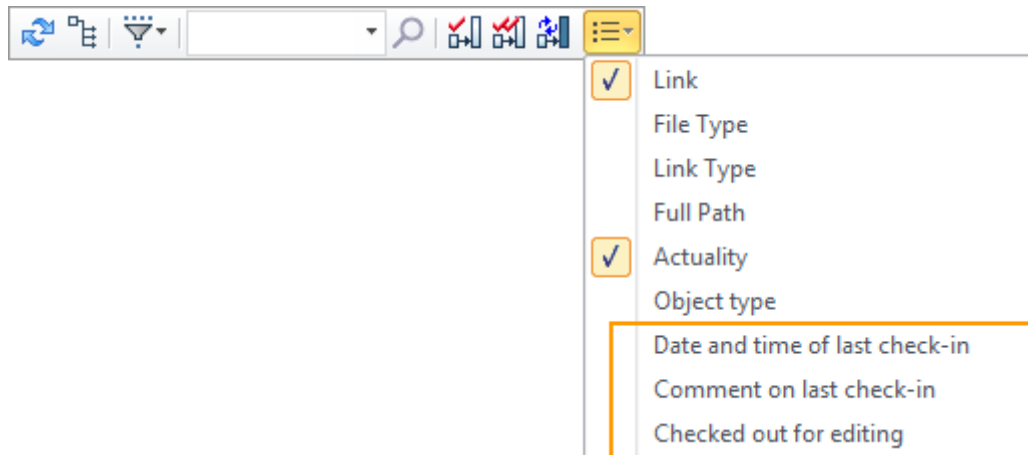 Link
File Type
Link Type
Full Path
Actuality
Object type
Date and time of last check-in
Comment on last check-in
Checked out for editing